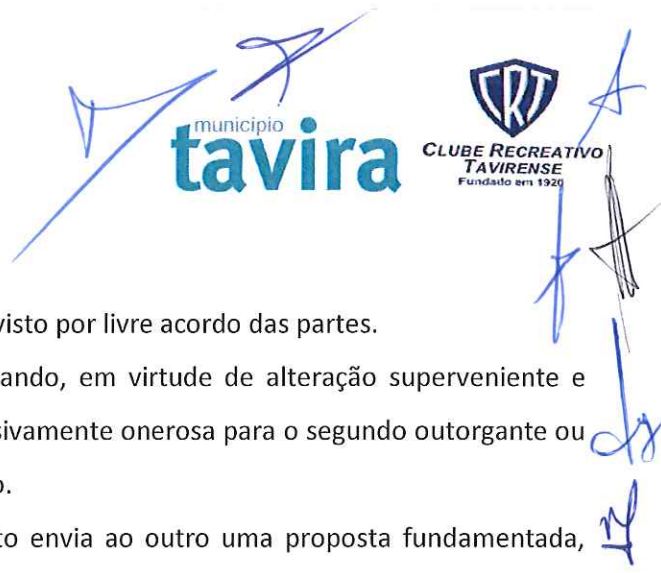 município
tavira
CRT
CLUBE RECREATIVO
TAVIRENSE
Fundado em 1920
visto por livre acordo das partes.
ando, em virtude de alteração superveniente e
sivamente onerosa para o segundo outorgante ou
o.
to envia ao outro uma proposta fundamentada,